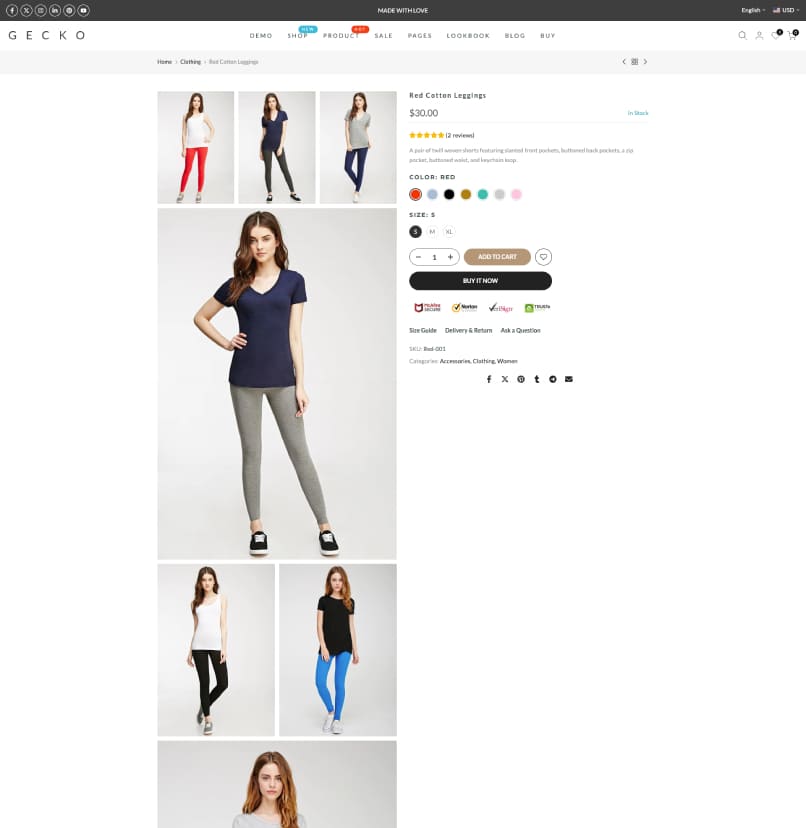 MADE WITH LOVE
English
USD
GECKO
DEMO
SHOP
NEW
PRODUCT
HOT
SALE
PAGES
LOOKBOOK
BLOG
BUY
0
0
Home > Clothing > Red Cotton Leggings
Red Cotton Leggings
$30.00
In Stock
(2 reviews)
A pair of twill woven shorts featuring slanted front pockets, buttoned back pockets, a zip
pocket, buttoned waist, and keychain loop.
COLOR: RED
SIZE: S
S M XL
− 1 +
ADD TO CART
BUY IT NOW
McAfee
SECURE
Norton
VeriSign
TRUSTe
Size Guide
Delivery & Return
Ask a Question
SKU: Red-001
Categories: Accessories, Clothing, Women